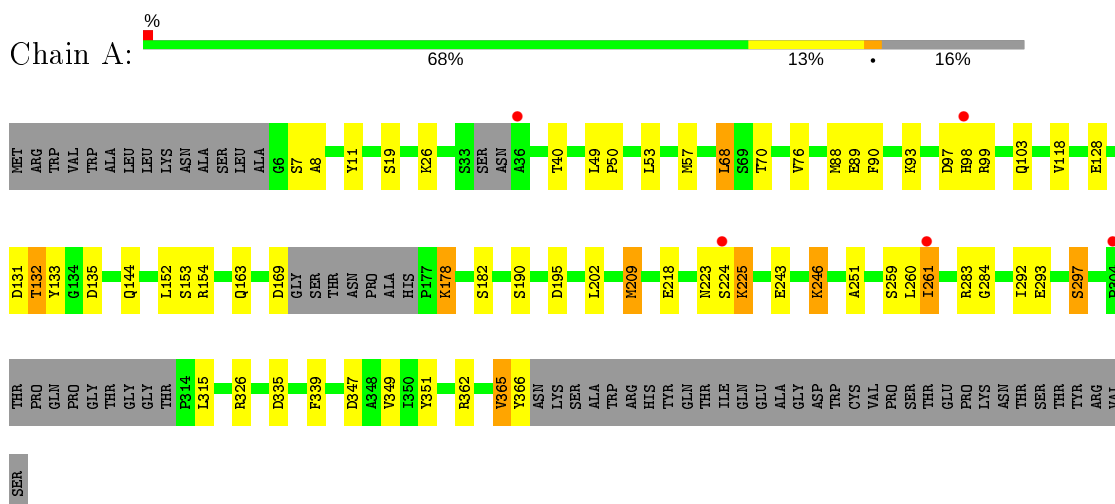 %
Chain A:
68% 13% • 16%
MET ARG TRP VAL TRP ALA LEU LEU LYS ASN ALA SER LEU ALA G6 S7 A8 Y11 S19 K26 S33 SER ASN A36 T40 L49 P50 L53 M57 L68 S69 T70 V76 M88 E89 F90 K93 D97 H98 R99 Q103 V118 E128
D131 T132 Y133 G134 D135 Q144 L152 S153 R154 Q163 D169 GLY SER THR ASN PRO ALA HIS P177 K178 S182 S190 D195 L202 M209 E218 N223 S224 K225 E243 K246 A251 S259 L260 I261 R283 G284 I292 E293 S297 P304
THR PRO GLN PRO GLY THR GLY GLY THR P314 L315 R326 D335 F339 D347 A348 V349 I350 Y351 R362 V365 Y366 ASN LYS SER ALA TRP ARG HIS TYR GLN THR ILE GLN GLU ALA GLY ASP TRP CYS VAL PRO SER THR GLU PRO LYS ASN THR SER THR TYR ARG VAL
SER